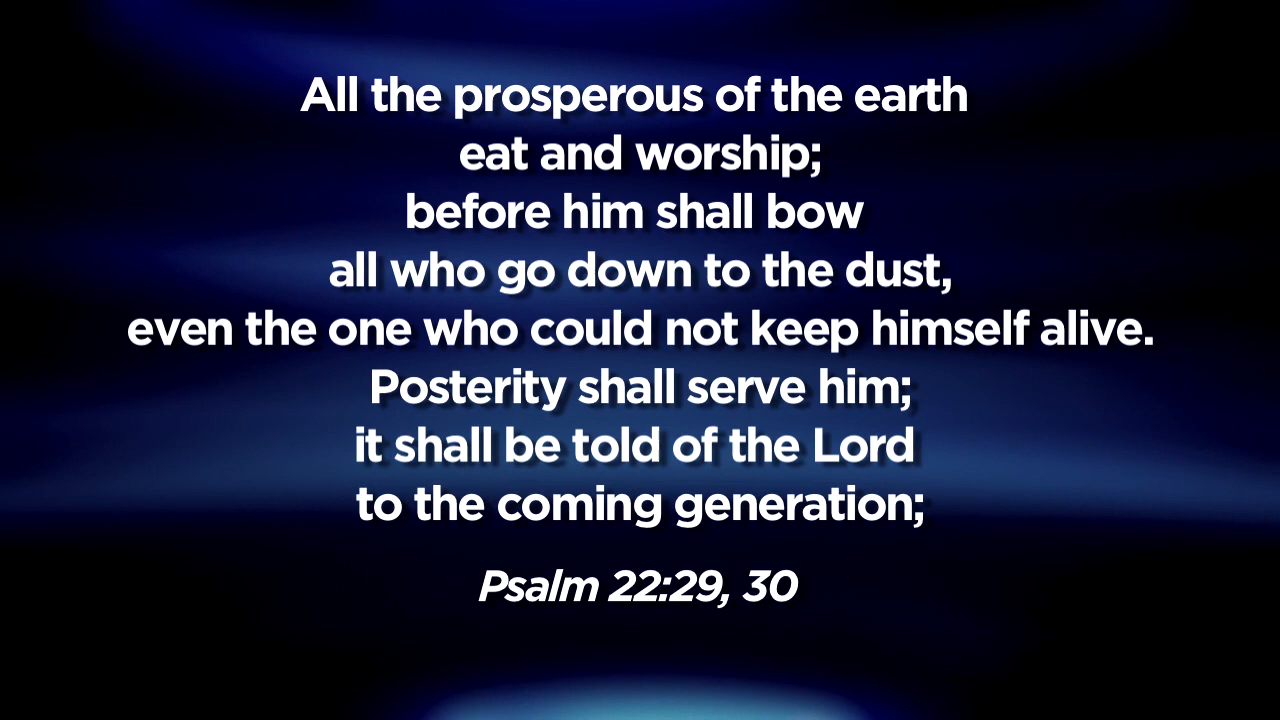 All the prosperous of the earth
eat and worship;
before him shall bow
all who go down to the dust,
even the one who could not keep himself alive.
Posterity shall serve him;
it shall be told of the Lord
to the coming generation;
Psalm 22:29, 30